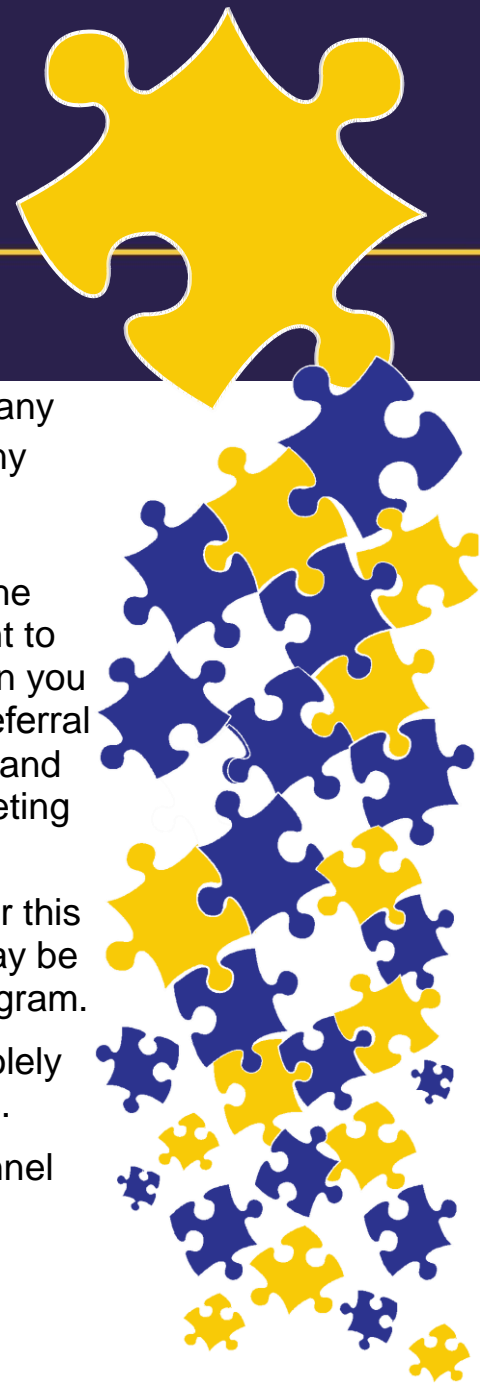 any
ny
ne
nt to
n you
eferral
and
eting
r this
ay be
gram.
olely
.
nnel